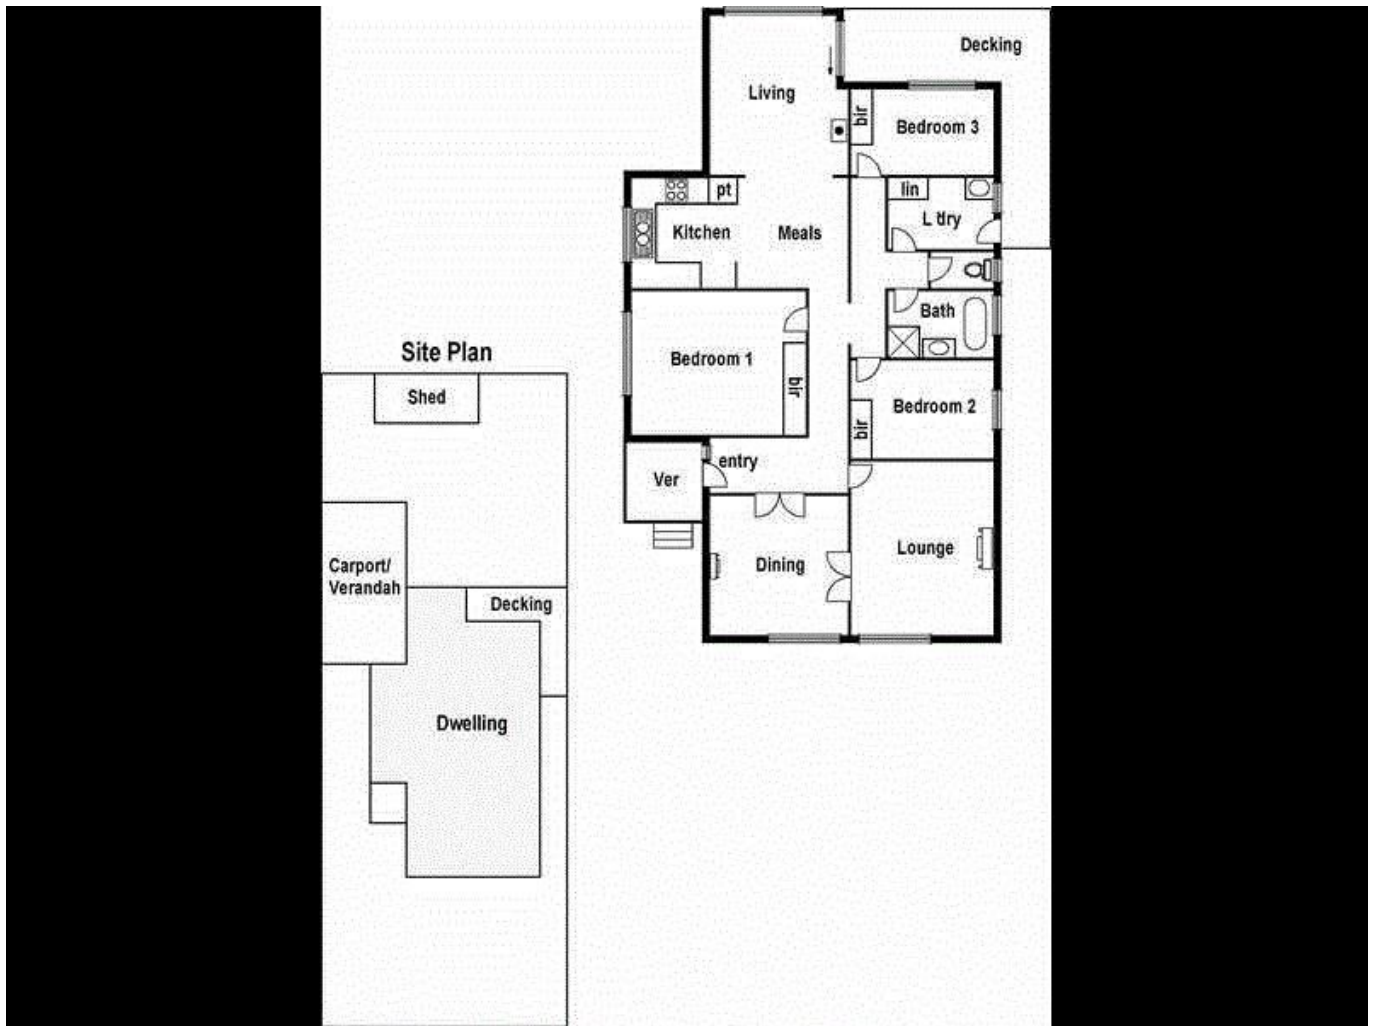 Decking
Living
bir
Bedroom 3
pt
lin
L'dry
Kitchen
Meals
Bath
Site Plan
Bedroom 1
bir
Shed
Bedroom 2
bir
entry
Ver
Lounge
Carport/
Verandah
Dining
Decking
Dwelling